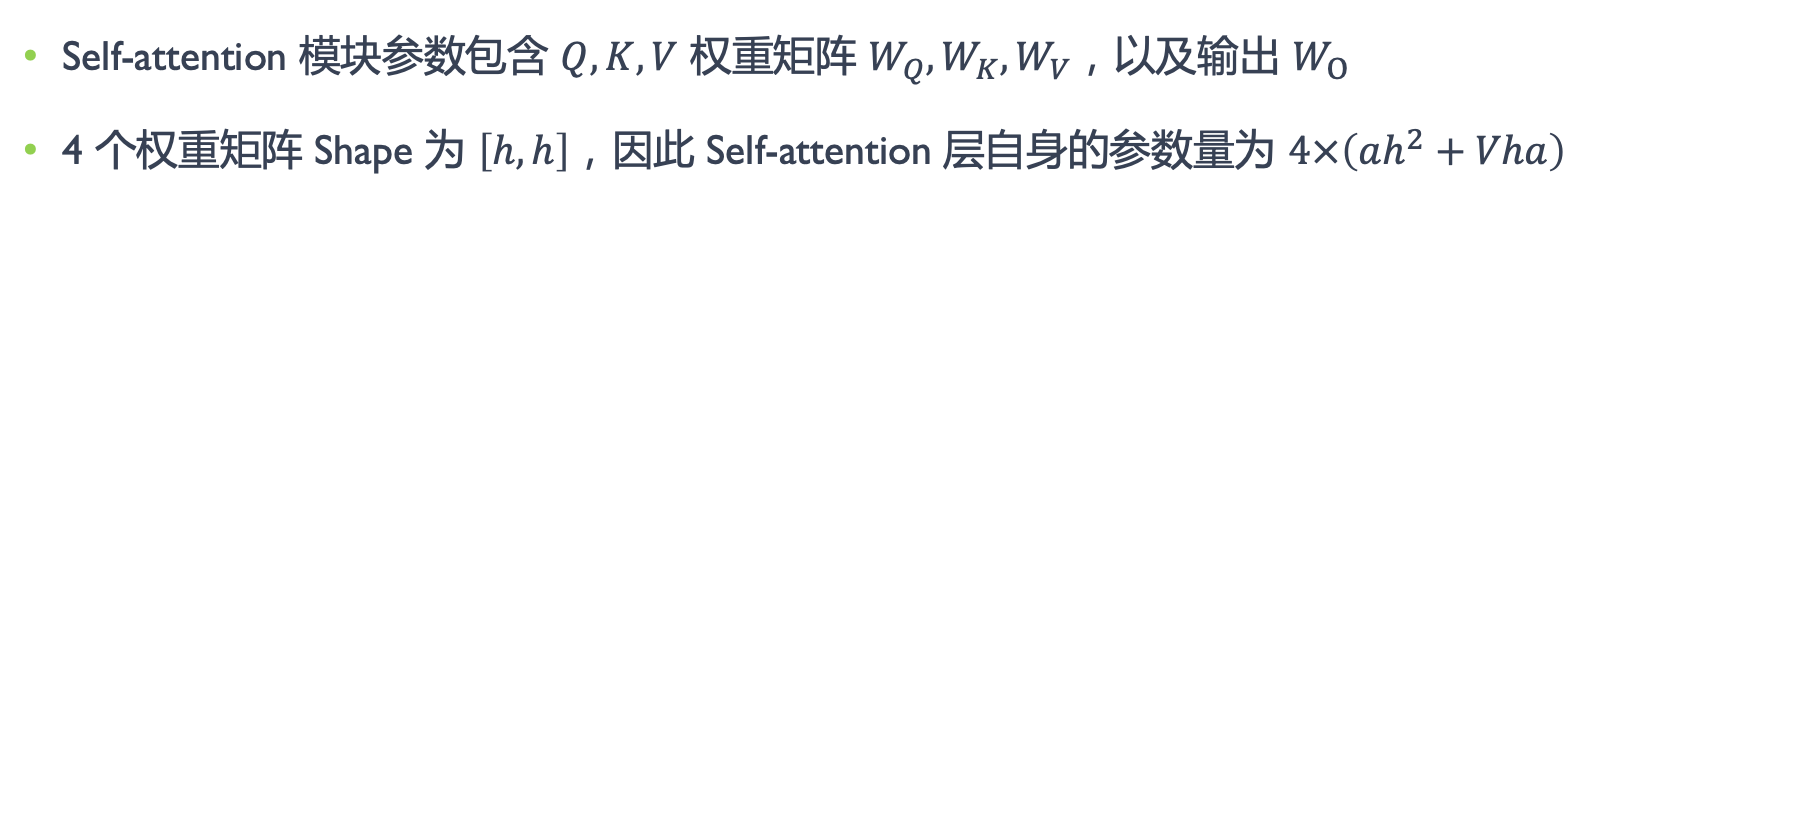 • Self-attention 模块参数包含 Q, K, V 权重矩阵 W_Q, W_K, W_V，以及输出 W_O
• 4 个权重矩阵 Shape 为 [h, h]，因此 Self-attention 层自身的参数量为 4×(ah² + Vha)